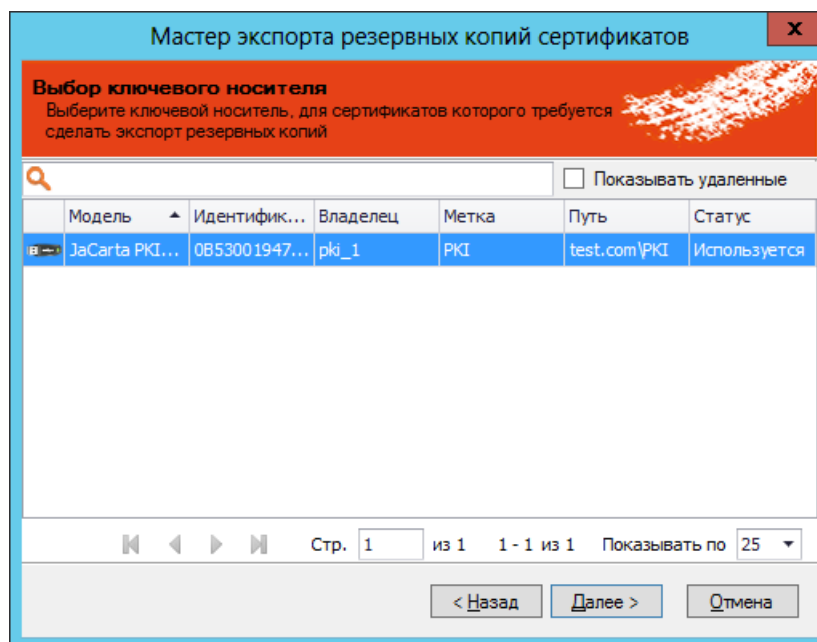 Мастер экспорта резервных копий сертификатов
x
Выбор ключевого носителя
Выберите ключевой носитель, для сертификатов которого требуется
сделать экспорт резервных копий
Показывать удаленные
Модель Идентифик... Владелец Метка Путь Статус
JaCarta PKI... 0B53001947... pki_1 PKI test.com\PKI Используется
Стр. 1 из 1 1 - 1 из 1 Показывать по 25
< Назад Далее > Отмена